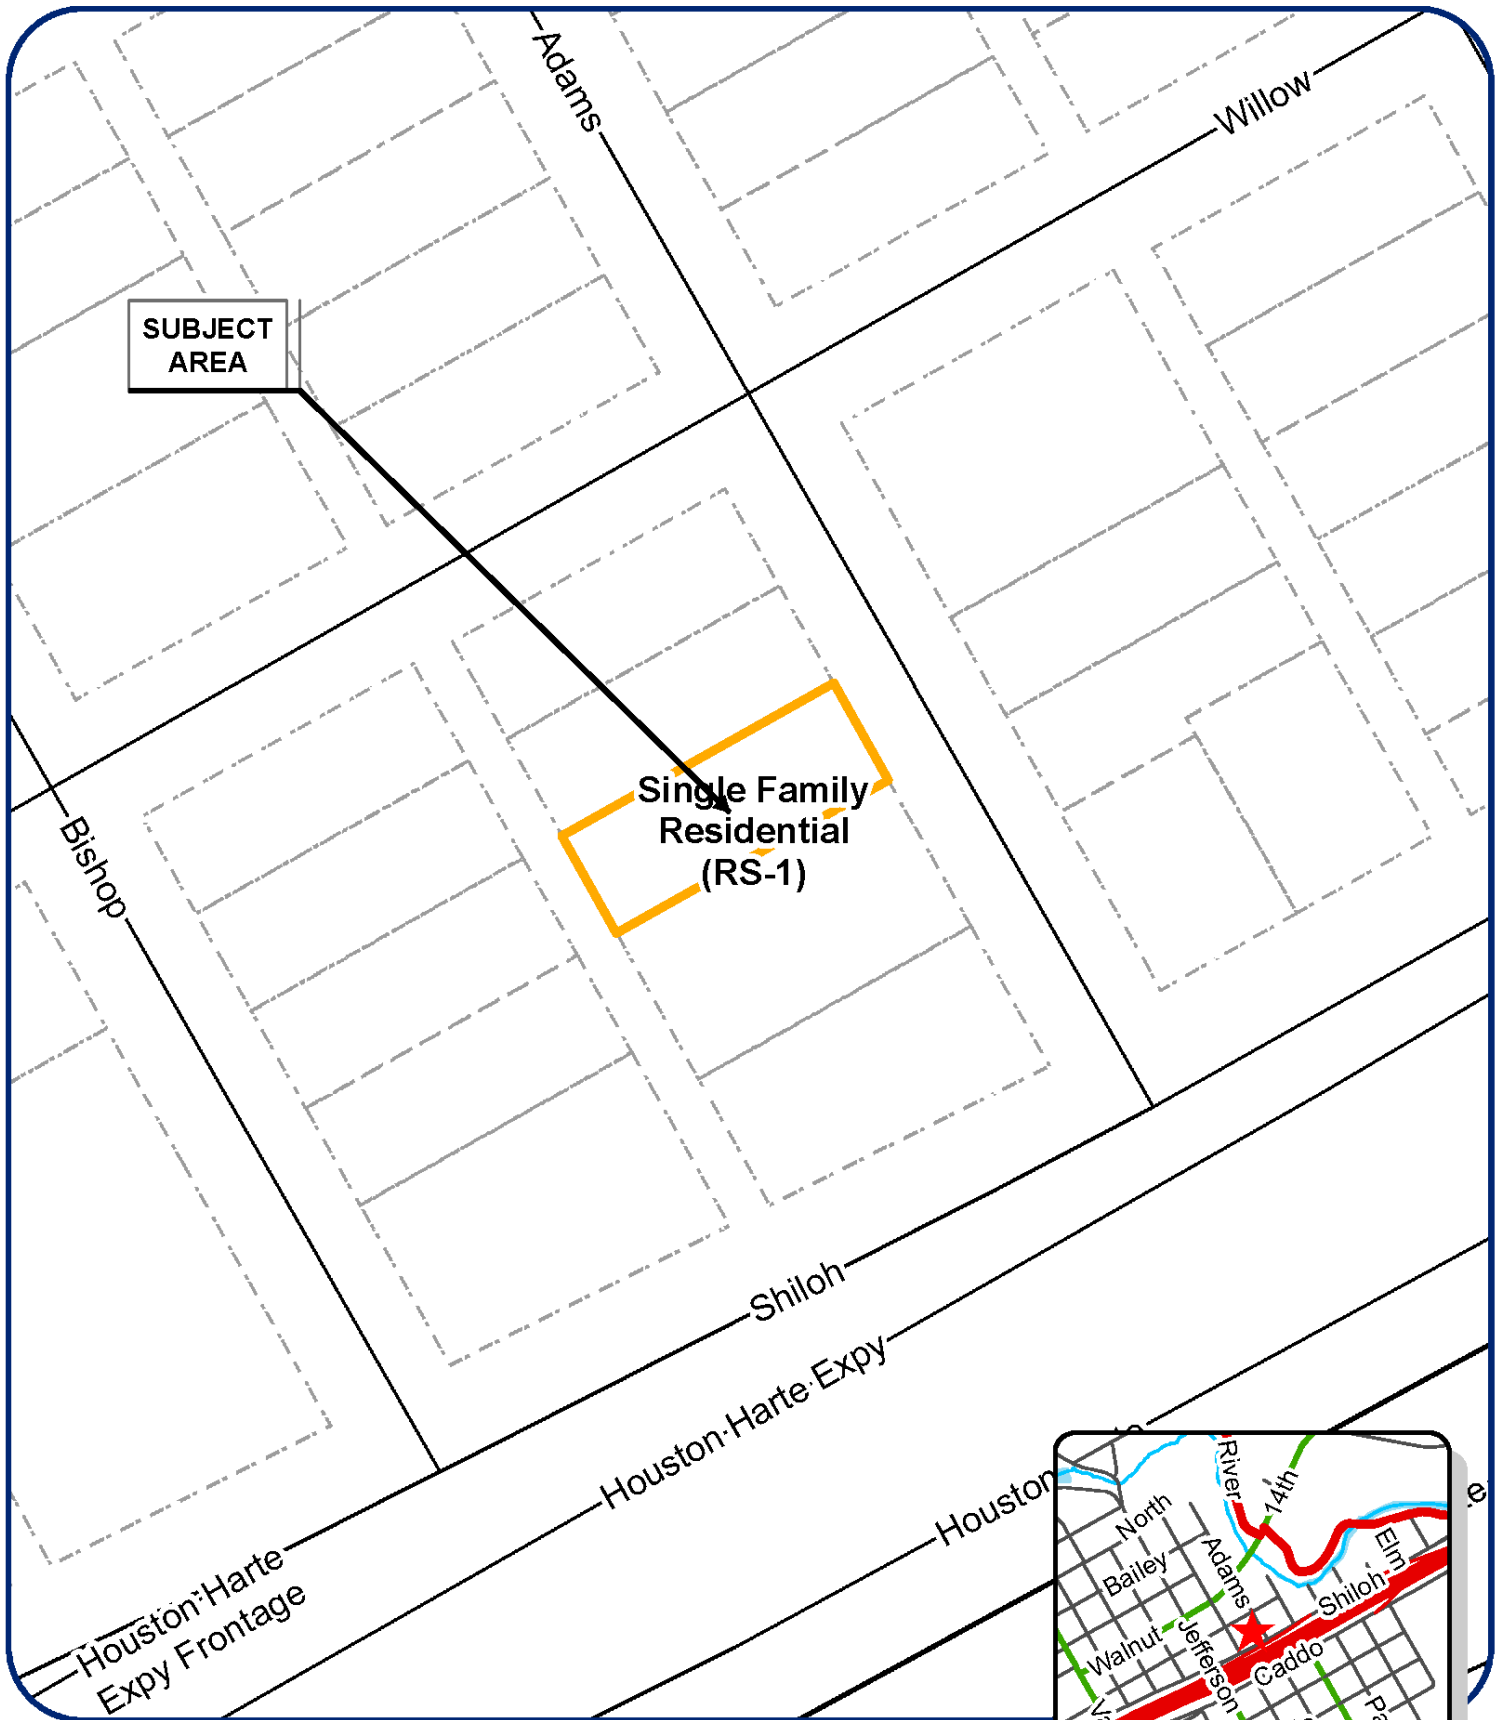 Adams
Willow
SUBJECT
AREA
Single Family
Residential
(RS-1)
Bishop
Shiloh
Houston Harte Expy
Houston
Houston Harte
Expy Frontage
River
14th
North
Adams
Elm
Bailey
Shiloh
Walnut
Jefferson
Caddo